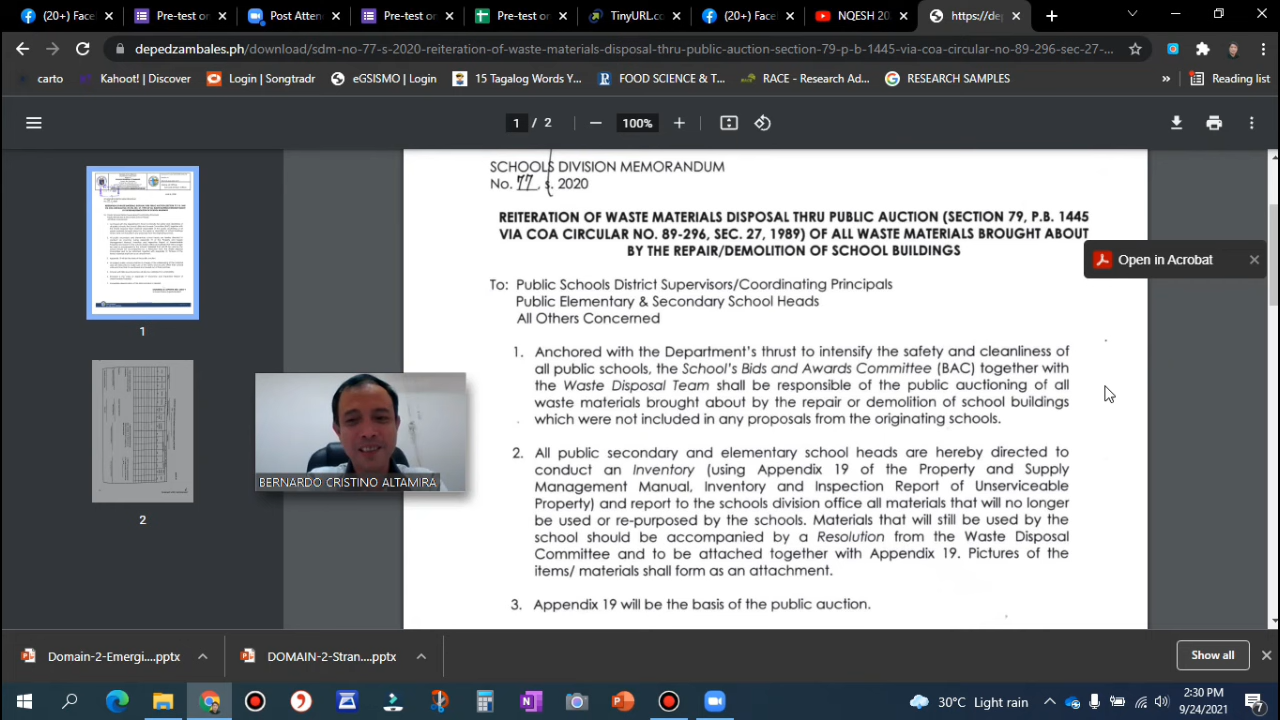 (20+) Face
Pre-test or
Post Atten
Pre-test or
Pre-test or
TinyURL.co
(20+) Face
NQESH 20
https://dep
depedzambales.ph/download/sdm-no-77-s-2020-reiteration-of-waste-materials-disposal-thru-public-auction-section-79-p-b-1445-via-coa-circular-no-89-296-sec-27-...
carto
Kahoot! | Discover
Login | Songtradr
eGSISMO | Login
15 Tagalog Words Y...
FOOD SCIENCE & T...
RACE - Research Ad...
RESEARCH SAMPLES
»
Reading list
1 / 2
100%
SCHOOLS DIVISION MEMORANDUM
No. 77 s. 2020
REITERATION OF WASTE MATERIALS DISPOSAL THRU PUBLIC AUCTION (SECTION 79, P.B. 1445
VIA COA CIRCULAR NO. 89-296, SEC. 27, 1989) OF ALL WASTE MATERIALS BROUGHT ABOUT
BY THE REPAIR/DEMOLITION OF SCHOOL BUILDINGS
Open in Acrobat
To: Public Schools District Supervisors/Coordinating Principals
Public Elementary & Secondary School Heads
All Others Concerned
1. Anchored with the Department's thrust to intensify the safety and cleanliness of
all public schools, the School's Bids and Awards Committee (BAC) together with
the Waste Disposal Team shall be responsible of the public auctioning of all
waste materials brought about by the repair or demolition of school buildings
which were not included in any proposals from the originating schools.
2. All public secondary and elementary school heads are hereby directed to
conduct an Inventory (using Appendix 19 of the Property and Supply
Management Manual, Inventory and Inspection Report of Unserviceable
Property) and report to the schools division office all materials that will no longer
be used or re-purposed by the schools. Materials that will still be used by the
school should be accompanied by a Resolution from the Waste Disposal
Committee and to be attached together with Appendix 19. Pictures of the
items/ materials shall form as an attachment.
3. Appendix 19 will be the basis of the public auction.
1
2
BERNARDO CRISTINO ALTAMIRA
Domain-2-Emergi....pptx
DOMAIN-2-Stran....pptx
Show all
30°C Light rain
2:30 PM
9/24/2021